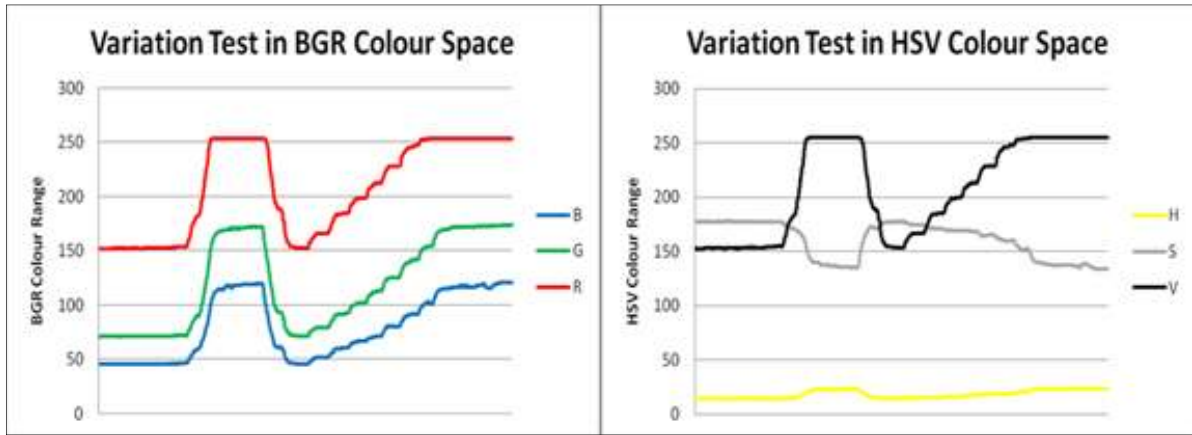 Variation Test in BGR Colour Space
300
250
200
150
100
50
0
BGR Colour Range
B
G
R
Variation Test in HSV Colour Space
300
250
200
150
100
50
0
HSV Colour Range
H
S
V